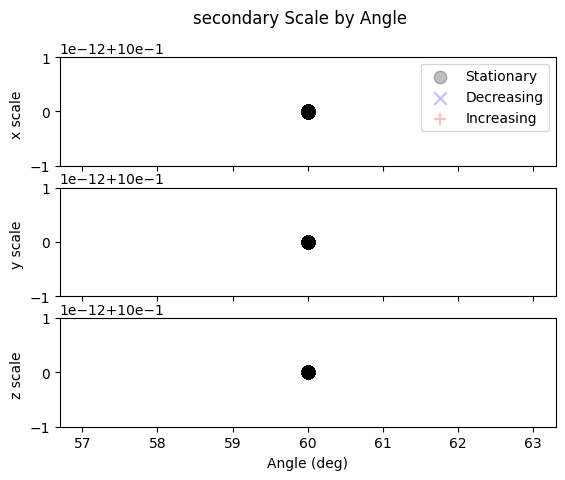 secondary Scale by Angle
1e−12+10e−1
1
0
−1
x scale
Stationary
Decreasing
Increasing
1e−12+10e−1
1
0
−1
y scale
1e−12+10e−1
1
0
−1
z scale
57 58 59 60 61 62 63
Angle (deg)